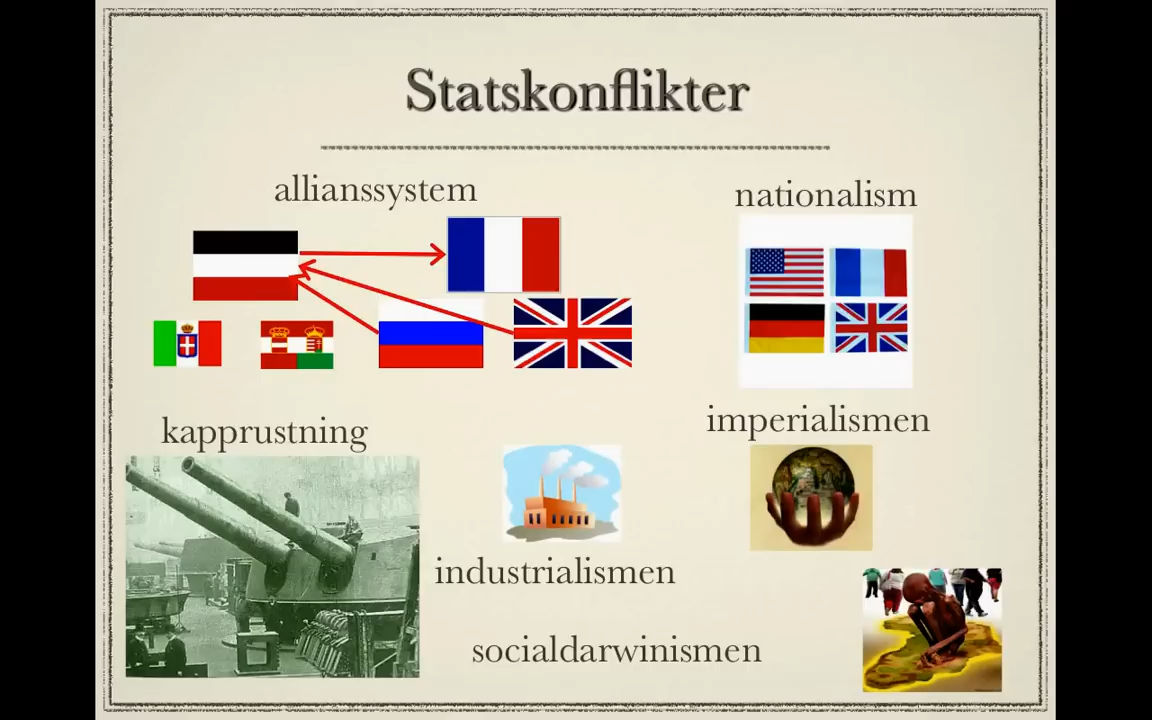 Statskonflikter
allianssystem
nationalism
kapprustning
imperialismen
industrialismen
socialdarwinismen